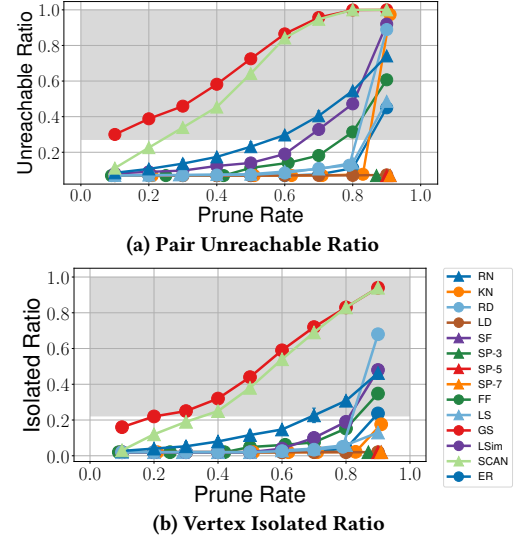 Unreachable Ratio
1.0
0.8
0.6
0.4
0.2
0.0 0.2 0.4 0.6 0.8 1.0
Prune Rate
(a) Pair Unreachable Ratio
Isolated Ratio
1.0
0.8
0.6
0.4
0.2
0.0
0.0 0.2 0.4 0.6 0.8 1.0
Prune Rate
(b) Vertex Isolated Ratio
RN
KN
RD
LD
SF
SP-3
SP-5
SP-7
FF
LS
GS
LSim
SCAN
ER